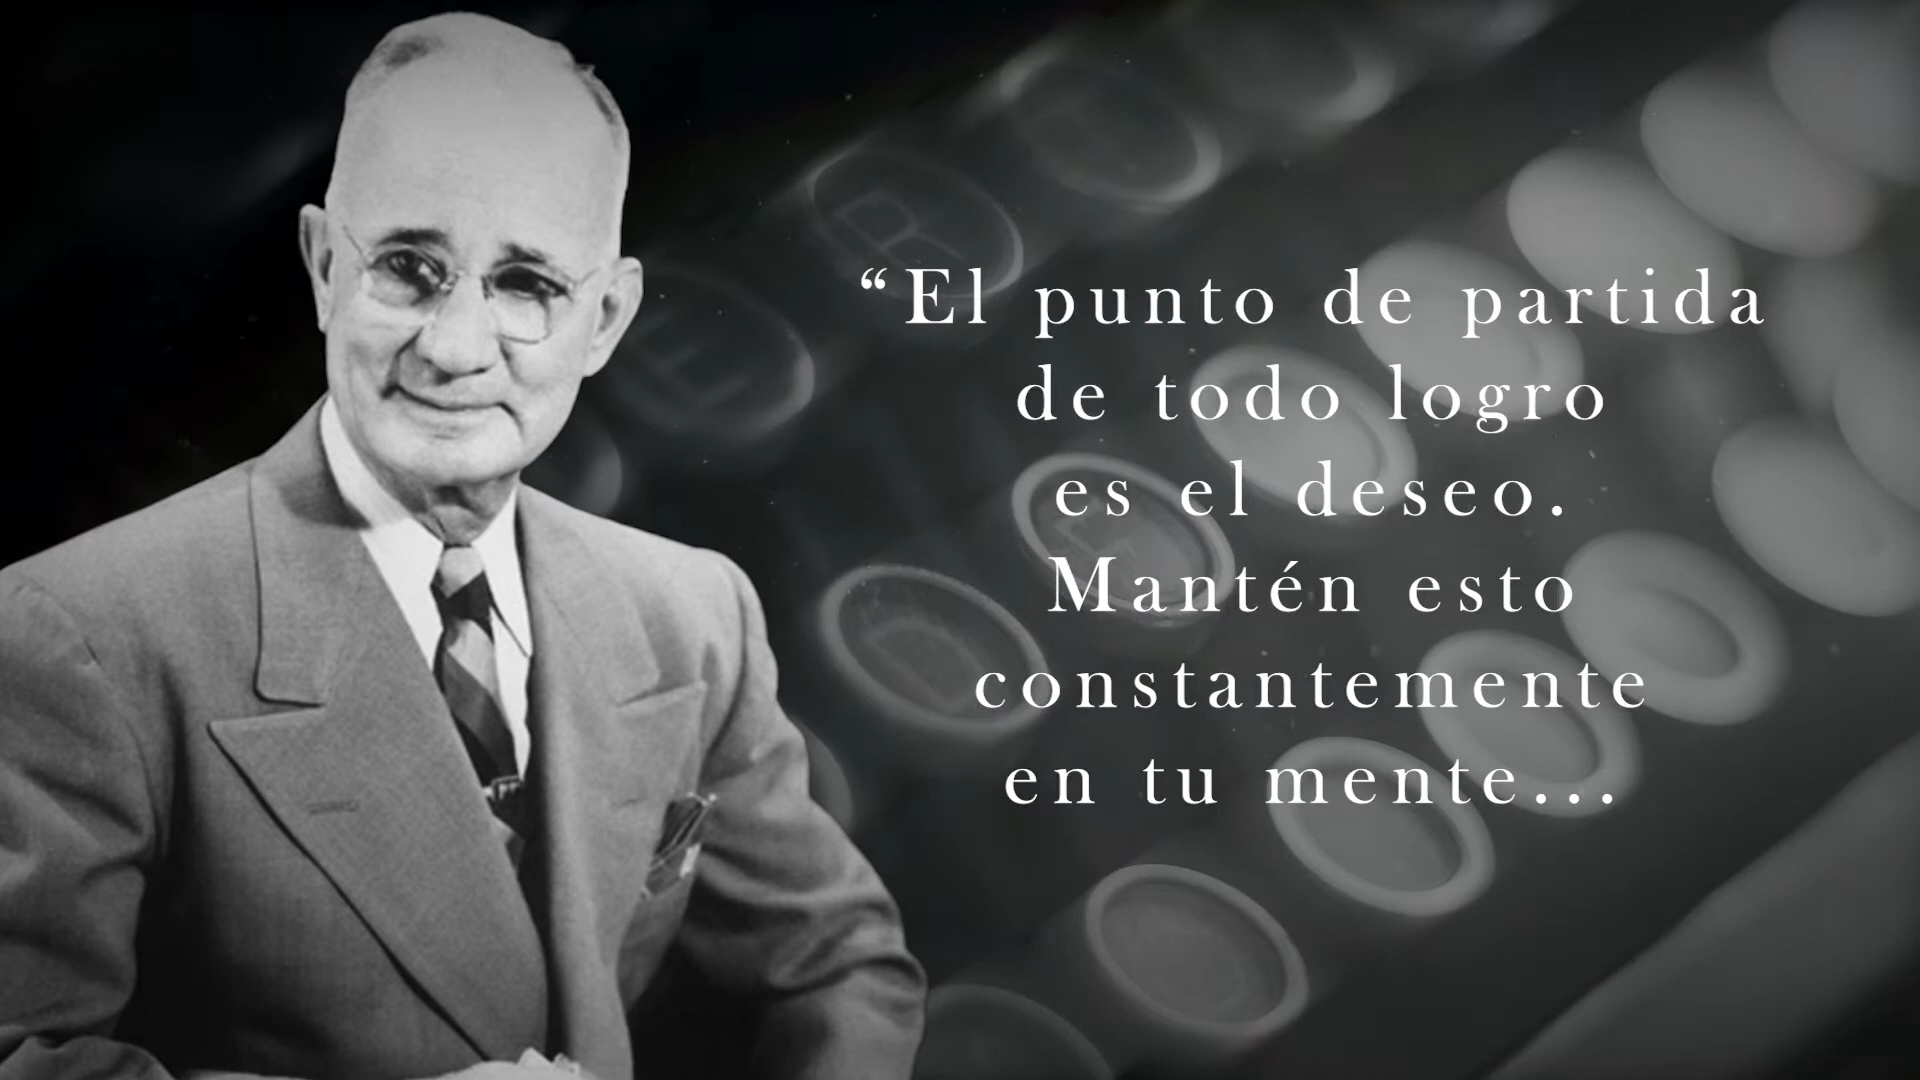 “El punto de partida
de todo logro
es el deseo.
Mantén esto
constantemente
en tu mente...